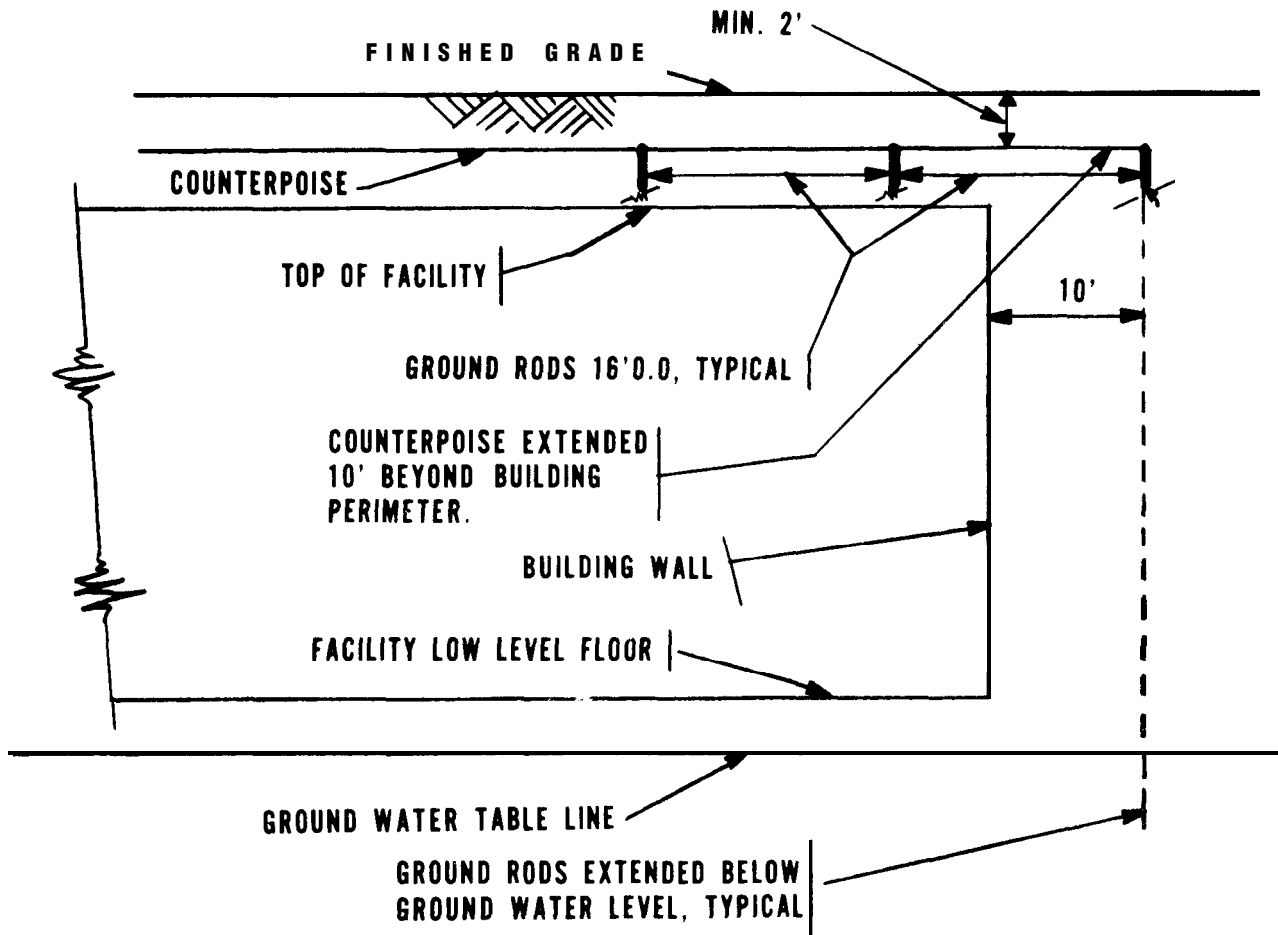 MIN. 2'
FINISHED GRADE
COUNTERPOISE
TOP OF FACILITY
10'
GROUND RODS 16'0.0, TYPICAL
COUNTERPOISE EXTENDED
10' BEYOND BUILDING
PERIMETER.
BUILDING WALL
FACILITY LOW LEVEL FLOOR
GROUND WATER TABLE LINE
GROUND RODS EXTENDED BELOW
GROUND WATER LEVEL, TYPICAL